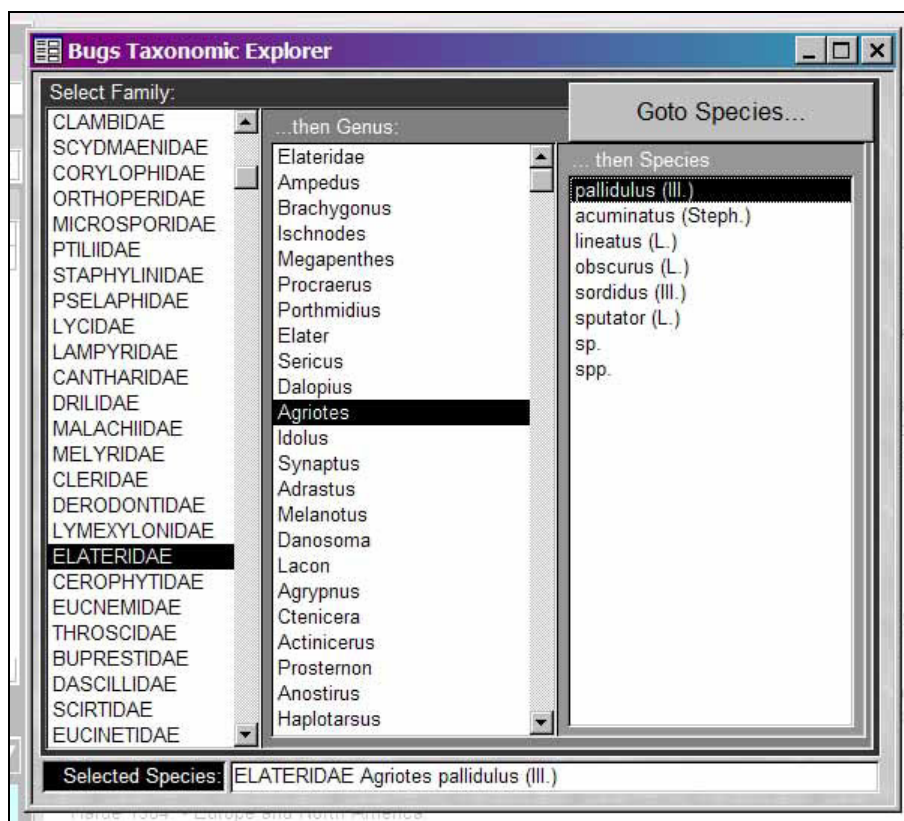 Bugs Taxonomic Explorer
Select Family:
CLAMBIDAE
SCYDMAENIDAE
CORYLOPHIDAE
ORTHOPERIDAE
MICROSPORIDAE
PTILIIDAE
STAPHYLINIDAE
PSELAPHIDAE
LYCIDAE
LAMPYRIDAE
CANTHARIDAE
DRILIDAE
MALACHIIDAE
MELYRIDAE
CLERIDAE
DERODONTIDAE
LYMEXYLONIDAE
ELATERIDAE
CEROPHYTIDAE
EUCNEMIDAE
THROSCIDAE
BUPRESTIDAE
DASCILLIDAE
SCIRTIDAE
EUCINETIDAE
...then Genus:
Elateridae
Ampedus
Brachygonus
Ischnodes
Megapenthes
Procraerus
Porthmidius
Elater
Sericus
Dalopius
Agriotes
Idolus
Synaptus
Adrastus
Melanotus
Danosoma
Lacon
Agrypnus
Ctenicera
Actinicerus
Prosternon
Anostirus
Haplotarsus
Goto Species...
... then Species
pallidulus (Ill.)
acuminatus (Steph.)
lineatus (L.)
obscurus (L.)
sordidus (Ill.)
sputator (L.)
sp.
spp.
Selected Species: ELATERIDAE Agriotes pallidulus (Ill.)
Europe and North America.